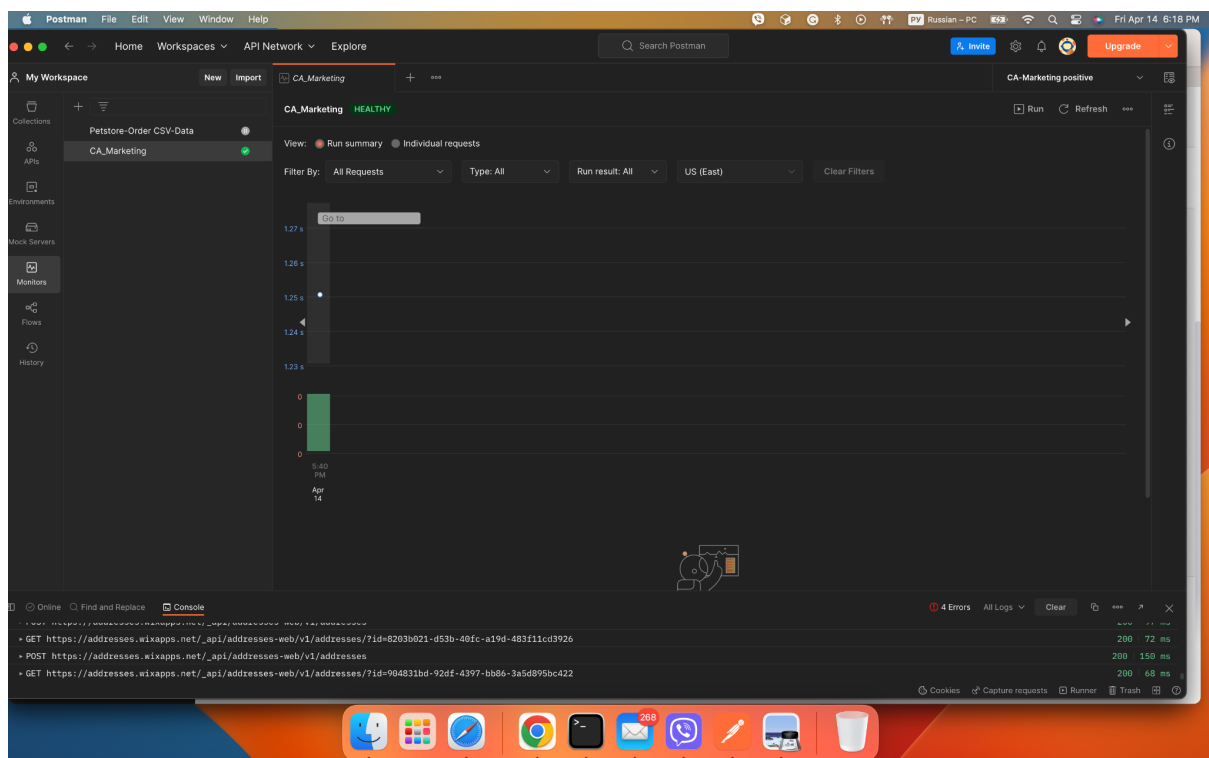 Postman File Edit View Window Help
РУ Russian – PC Fri Apr 14 6:18 PM
Home Workspaces API Network Explore
Search Postman
Invite
Upgrade
My Workspace
New Import
CA_Marketing
CA-Marketing positive
Collections
APIs
Environments
Mock Servers
Monitors
Flows
History
Petstore-Order CSV-Data
CA_Marketing
CA_Marketing HEALTHY
Run Refresh
View: Run summary Individual requests
Filter By: All Requests Type: All Run result: All US (East) Clear Filters
Go to
1.27 s
1.26 s
1.25 s
1.24 s
1.23 s
0
0
0
5:40
PM
Apr
14
Online Find and Replace Console
4 Errors All Logs Clear
GET https://addresses.wixapps.net/_api/addresses-web/v1/addresses/?id=8203b021-d53b-40fc-a19d-483f11cd3926 200 72 ms
POST https://addresses.wixapps.net/_api/addresses-web/v1/addresses 200 150 ms
GET https://addresses.wixapps.net/_api/addresses-web/v1/addresses/?id=904831bd-92df-4397-bb86-3a5d895bc422 200 68 ms
Cookies Capture requests Runner Trash
268